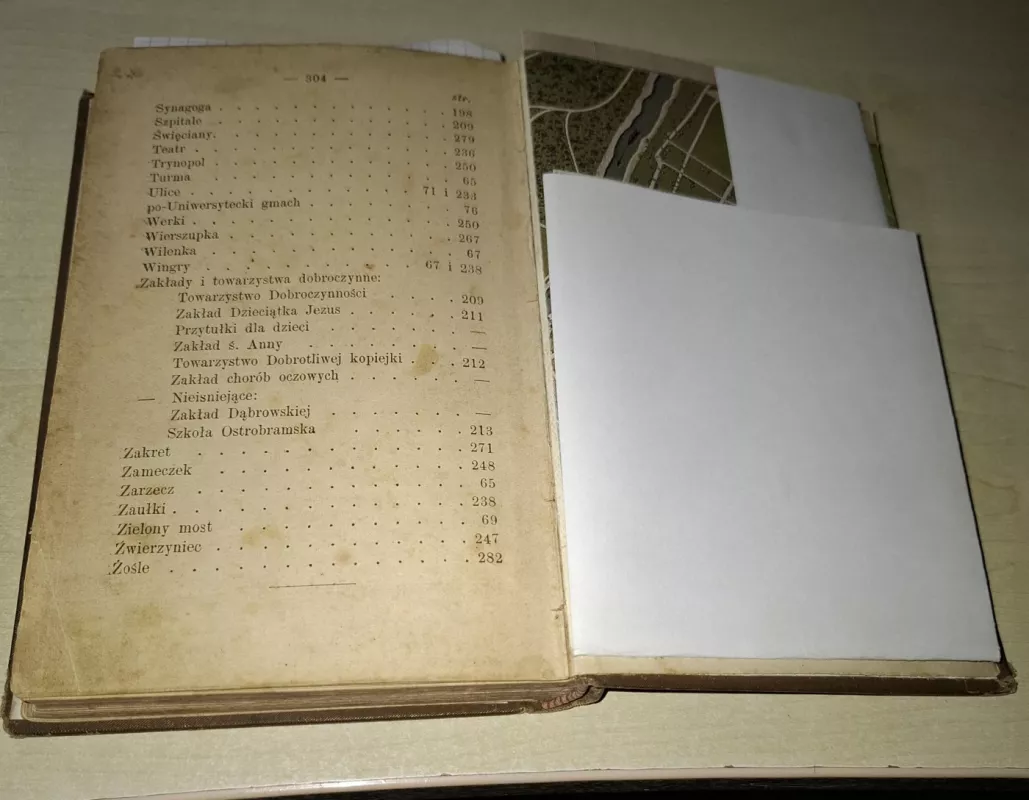 — 304 —
str.
Synagoga . . . . . . . . . . . . . . 198
Szpitale . . . . . . . . . . . . . . 209
Święciany. . . . . . . . . . . . . . 279
Teatr . . . . . . . . . . . . . . . 236
Trynopol . . . . . . . . . . . . . . 250
Turma . . . . . . . . . . . . . . . 65
Ulice . . . . . . . . . . . . 71 i 233
po-Uniwersytecki gmach . . . . . . . . 76
Werki . . . . . . . . . . . . . . . 250
Wierszupka . . . . . . . . . . . . . 267
Wilenka . . . . . . . . . . . . . . 67
Wingry . . . . . . . . . . . 67 i 238
Zakłady i towarzystwa dobroczynne:
Towarzystwo Dobroczynności . . . . 209
Zakład Dzieciątka Jezus . . . . . . 211
Przytułki dla dzieci . . . . . . . —
Zakład ś. Anny . . . . . . . . —
Towarzystwo Dobrotliwej kopiejki . . . 212
Zakład chorób oczowych . . . . . . —
— Nieisniejące:
Zakład Dąbrowskiej . . . . . . . —
Szkoła Ostrobramska . . . . . . 213
Zakret . . . . . . . . . . . . . . 271
Zameczek . . . . . . . . . . . . . 248
Zarzecz . . . . . . . . . . . . . . 65
Zaułki . . . . . . . . . . . . . . 238
Zielony most . . . . . . . . . . . . 69
Zwierzyniec . . . . . . . . . . . . 247
Żośle . . . . . . . . . . . . . . . 282